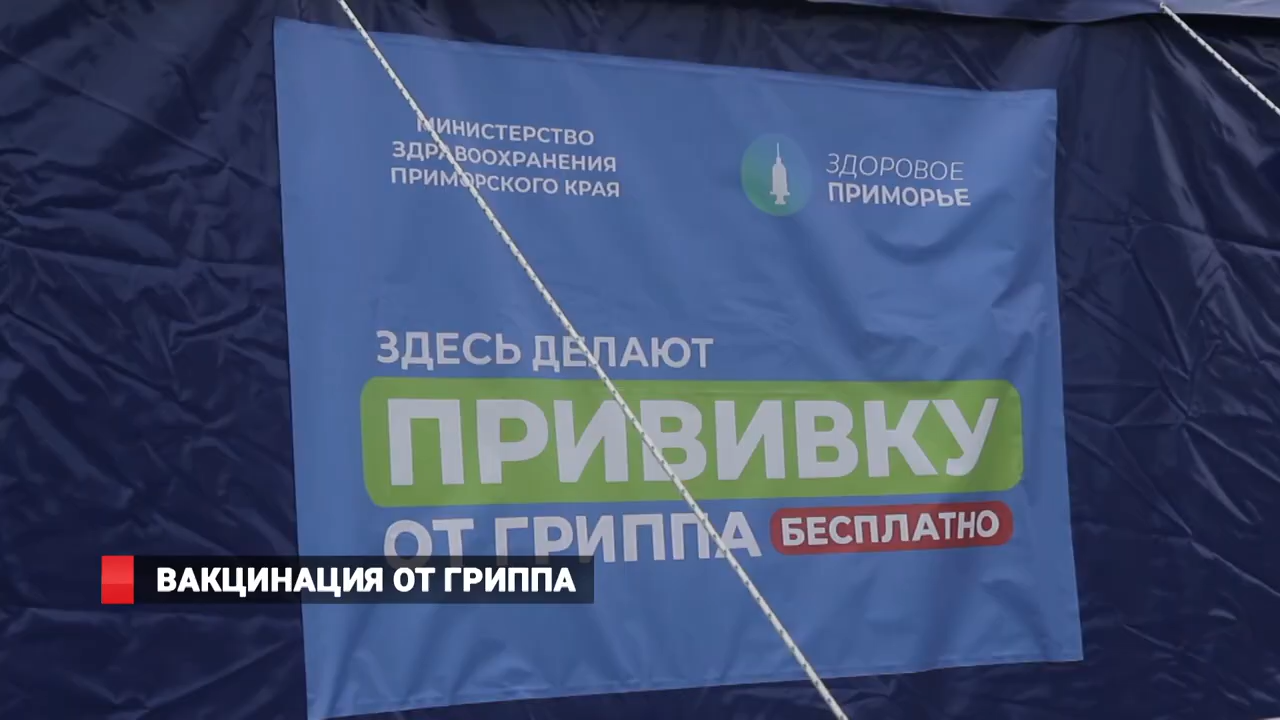 МИНИСТЕРСТВО
ЗДРАВООХРАНЕНИЯ
ПРИМОРСКОГО КРАЯ
ЗДОРОВОЕ
ПРИМОРЬЕ
ЗДЕСЬ ДЕЛАЮТ
ПРИВИВКУ
ОТ ГРИППА БЕСПЛАТНО
ВАКЦИНАЦИЯ ОТ ГРИППА